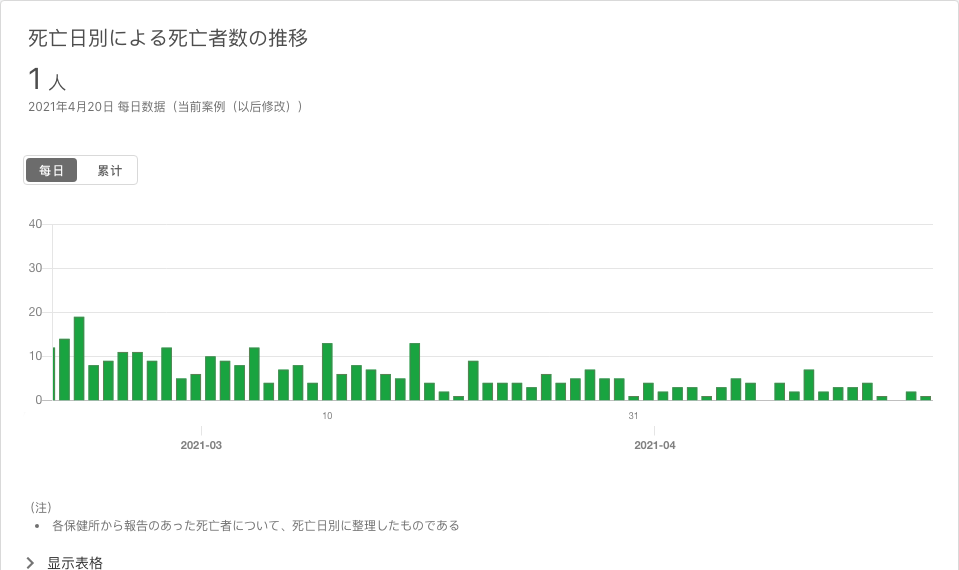 死亡日別による死亡者数の推移
1 人
2021年4月20日 每日数据（当前案例（以后修改））
每日 累计
40
30
20
10
0
10 31
2021-03 2021-04
（注）
• 各保健所から報告のあった死亡者について、死亡日別に整理したものである
显示表格